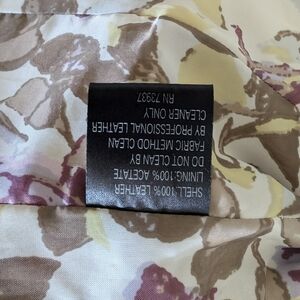 SHELL:100% LEATHER
LINING:100% ACETATE
DO NOT CLEAN BY
FABRIC METHOD CLEAN
BY PROFESSIONAL LEATHER
CLEANER ONLY
RN 73937